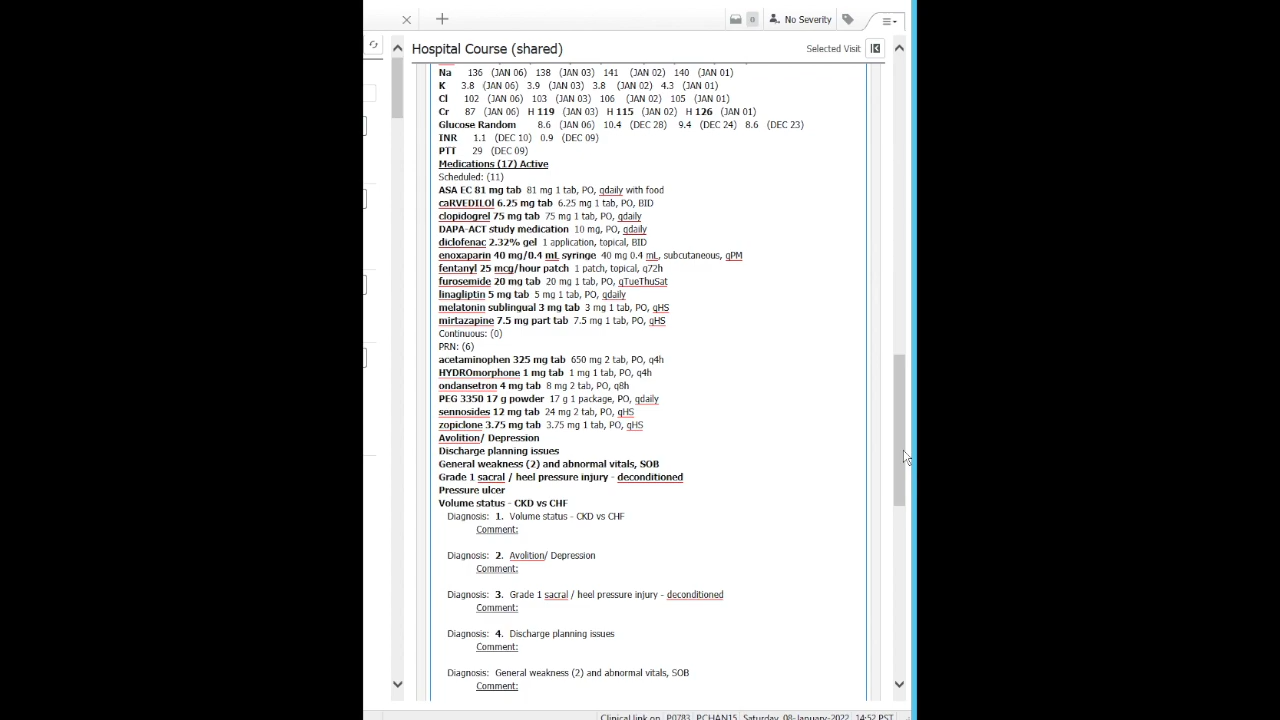 0 No Severity
Hospital Course (shared) Selected Visit
Na 136 (JAN 06) 138 (JAN 03) 141 (JAN 02) 140 (JAN 01)
K 3.8 (JAN 06) 3.9 (JAN 03) 3.8 (JAN 02) 4.3 (JAN 01)
Cl 102 (JAN 06) 103 (JAN 03) 106 (JAN 02) 105 (JAN 01)
Cr 87 (JAN 06) H 119 (JAN 03) H 115 (JAN 02) H 126 (JAN 01)
Glucose Random 8.6 (JAN 06) 10.4 (DEC 28) 9.4 (DEC 24) 8.6 (DEC 23)
INR 1.1 (DEC 10) 0.9 (DEC 09)
PTT 29 (DEC 09)
Medications (17) Active
Scheduled: (11)
ASA EC 81 mg tab 81 mg 1 tab, PO, qdaily with food
caRVEDILOl 6.25 mg tab 6.25 mg 1 tab, PO, BID
clopidogrel 75 mg tab 75 mg 1 tab, PO, qdaily
DAPA-ACT study medication 10 mg, PO, qdaily
diclofenac 2.32% gel 1 application, topical, BID
enoxaparin 40 mg/0.4 mL syringe 40 mg 0.4 mL, subcutaneous, qPM
fentanyl 25 mcg/hour patch 1 patch, topical, q72h
furosemide 20 mg tab 20 mg 1 tab, PO, qTueThuSat
linagliptin 5 mg tab 5 mg 1 tab, PO, qdaily
melatonin sublingual 3 mg tab 3 mg 1 tab, PO, qHS
mirtazapine 7.5 mg part tab 7.5 mg 1 tab, PO, qHS
Continuous: (0)
PRN: (6)
acetaminophen 325 mg tab 650 mg 2 tab, PO, q4h
HYDROmorphone 1 mg tab 1 mg 1 tab, PO, q4h
ondansetron 4 mg tab 8 mg 2 tab, PO, q8h
PEG 3350 17 g powder 17 g 1 package, PO, qdaily
sennosides 12 mg tab 24 mg 2 tab, PO, qHS
zopiclone 3.75 mg tab 3.75 mg 1 tab, PO, qHS
Avolition/ Depression
Discharge planning issues
General weakness (2) and abnormal vitals, SOB
Grade 1 sacral / heel pressure injury - deconditioned
Pressure ulcer
Volume status - CKD vs CHF
Diagnosis: 1. Volume status - CKD vs CHF
Comment:
Diagnosis: 2. Avolition/ Depression
Comment:
Diagnosis: 3. Grade 1 sacral / heel pressure injury - deconditioned
Comment:
Diagnosis: 4. Discharge planning issues
Comment:
Diagnosis: General weakness (2) and abnormal vitals, SOB
Comment:
Clinical link on P0783 PCHAN15 Saturday, 08-January-2022 14:52 PST